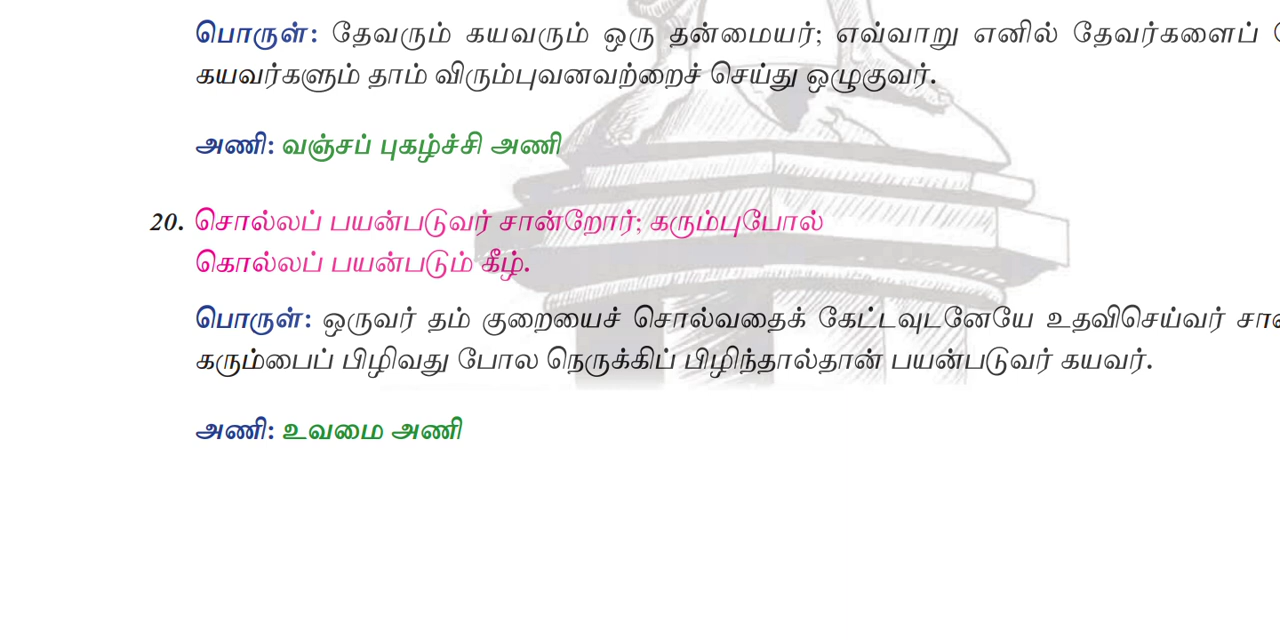 பொருள்: தேவரும் கயவரும் ஒரு தன்மையர்; எவ்வாறு எனில் தேவர்களைப்
கயவர்களும் தாம் விரும்புவனவற்றைச் செய்து ஒழுகுவர்.
அணி: வஞ்சப் புகழ்ச்சி அணி
20. சொல்லப் பயன்படுவர் சான்றோர்; கரும்புபோல்
கொல்லப் பயன்படும் கீழ்.
பொருள்: ஒருவர் தம் குறையைச் சொல்வதைக் கேட்டவுடனேயே உதவிசெய்வர்
கரும்பைப் பிழிவது போல நெருக்கிப் பிழிந்தால்தான் பயன்படுவர் கயவர்.
அணி: உவமை அணி